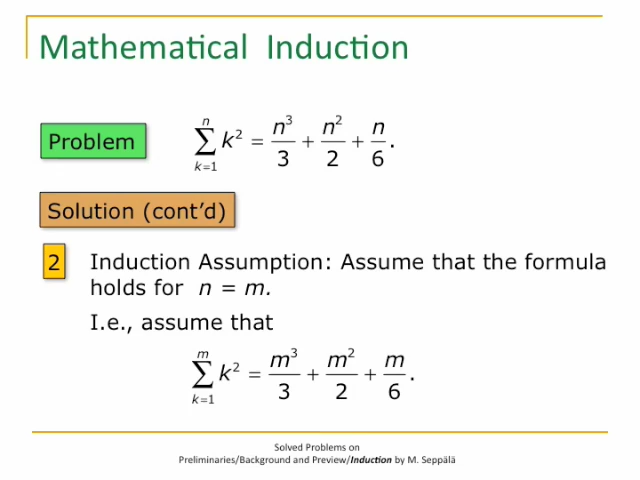 Mathematical Induction
Problem
n
∑ k² = n³/3 + n²/2 + n/6 .
k=1
Solution (cont’d)
2 Induction Assumption: Assume that the formula
holds for n = m.
I.e., assume that
m
∑ k² = m³/3 + m²/2 + m/6 .
k=1
Solved Problems on
Preliminaries/Background and Preview/Induction by M. Seppälä